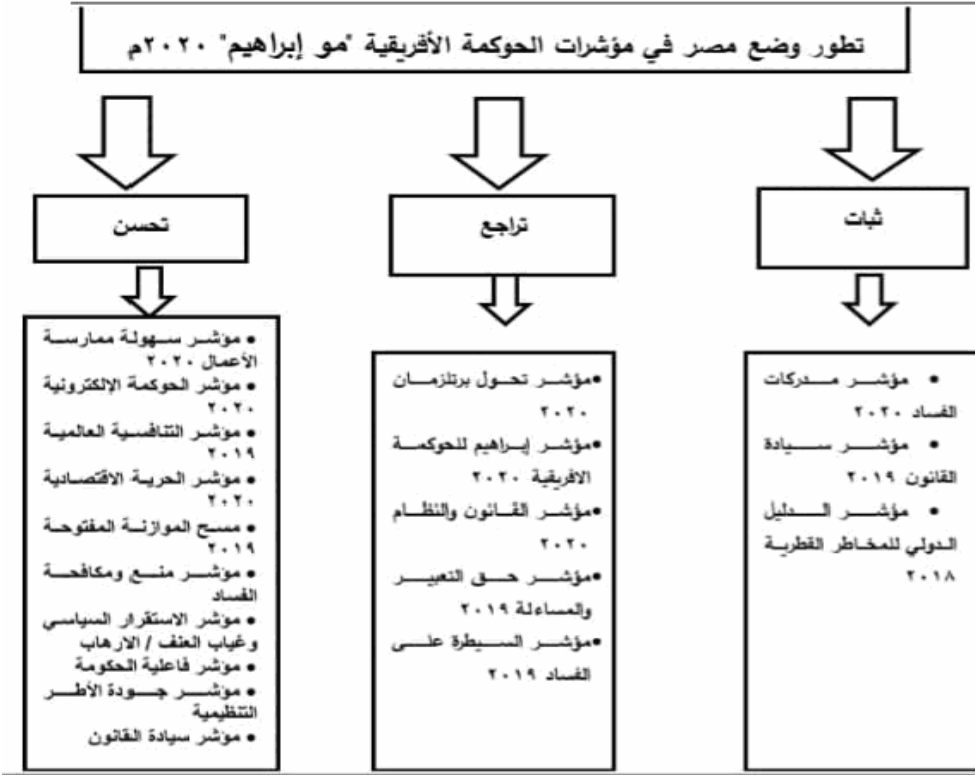 تطور وضع مصر في مؤشرات الحوكمة الأفريقية "مو إبراهيم" ٢٠٢٠م
ثبات
• مؤشر مدركات
الفساد ٢٠٢٠
• مؤشر سيادة
القانون ٢٠١٩
• مؤشر الدليل
الدولي للمخاطر القطرية
٢٠١٨
تراجع
•مؤشر تحول برتلزمان
٢٠٢٠
•مؤشر إبراهيم للحوكمة
الافريقية ٢٠٢٠
•مؤشر القانون والنظام
٢٠٢٠
•مؤشر حق التعبير
والمساءلة ٢٠١٩
•مؤشر السيطرة على
الفساد ٢٠١٩
تحسن
• مؤشر سهولة ممارسة
الأعمال ٢٠٢٠
• مؤشر الحوكمة الإلكترونية
٢٠٢٠
• مؤشر التنافسية العالمية
٢٠١٩
• مؤشر الحرية الاقتصادية
٢٠٢٠
• مسح الموازنة المفتوحة
٢٠١٩
• مؤشر منع ومكافحة
الفساد
• مؤشر الاستقرار السياسي
وغياب العنف / الارهاب
• مؤشر فاعلية الحكومة
• مؤشر جودة الأطر
التنظيمية
• مؤشر سيادة القانون